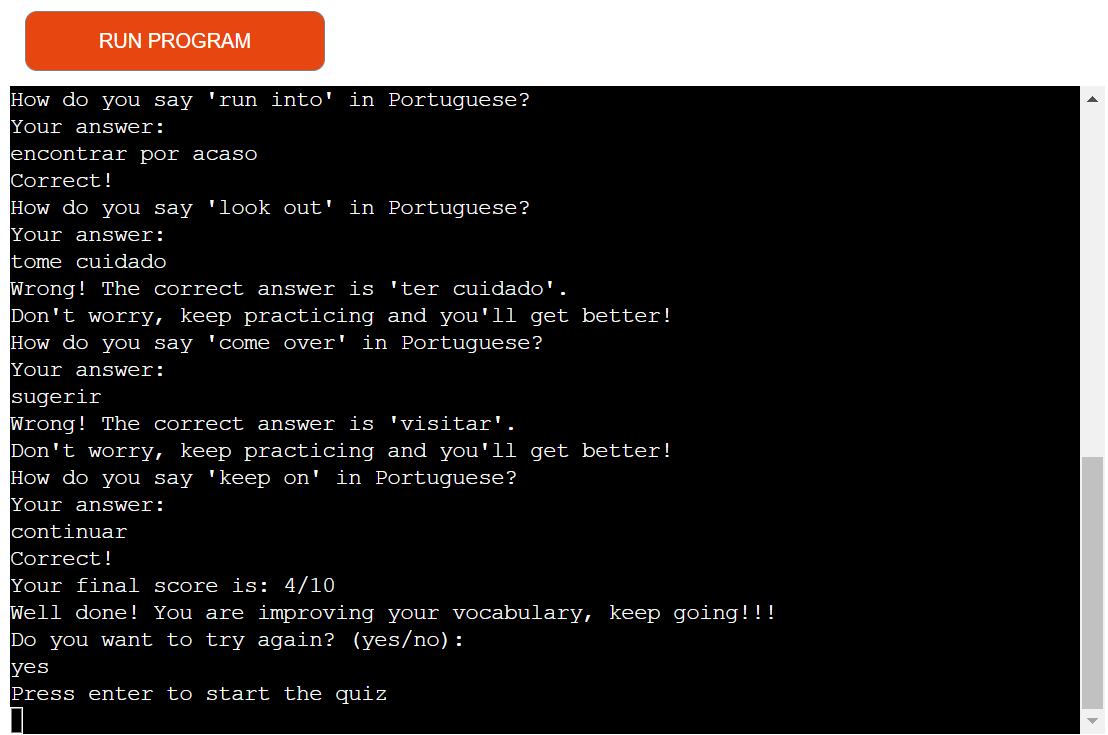 RUN PROGRAM
How do you say 'run into' in Portuguese?
Your answer:
encontrar por acaso
Correct!
How do you say 'look out' in Portuguese?
Your answer:
tome cuidado
Wrong! The correct answer is 'ter cuidado'.
Don't worry, keep practicing and you'll get better!
How do you say 'come over' in Portuguese?
Your answer:
sugerir
Wrong! The correct answer is 'visitar'.
Don't worry, keep practicing and you'll get better!
How do you say 'keep on' in Portuguese?
Your answer:
continuar
Correct!
Your final score is: 4/10
Well done! You are improving your vocabulary, keep going!!!
Do you want to try again? (yes/no):
yes
Press enter to start the quiz